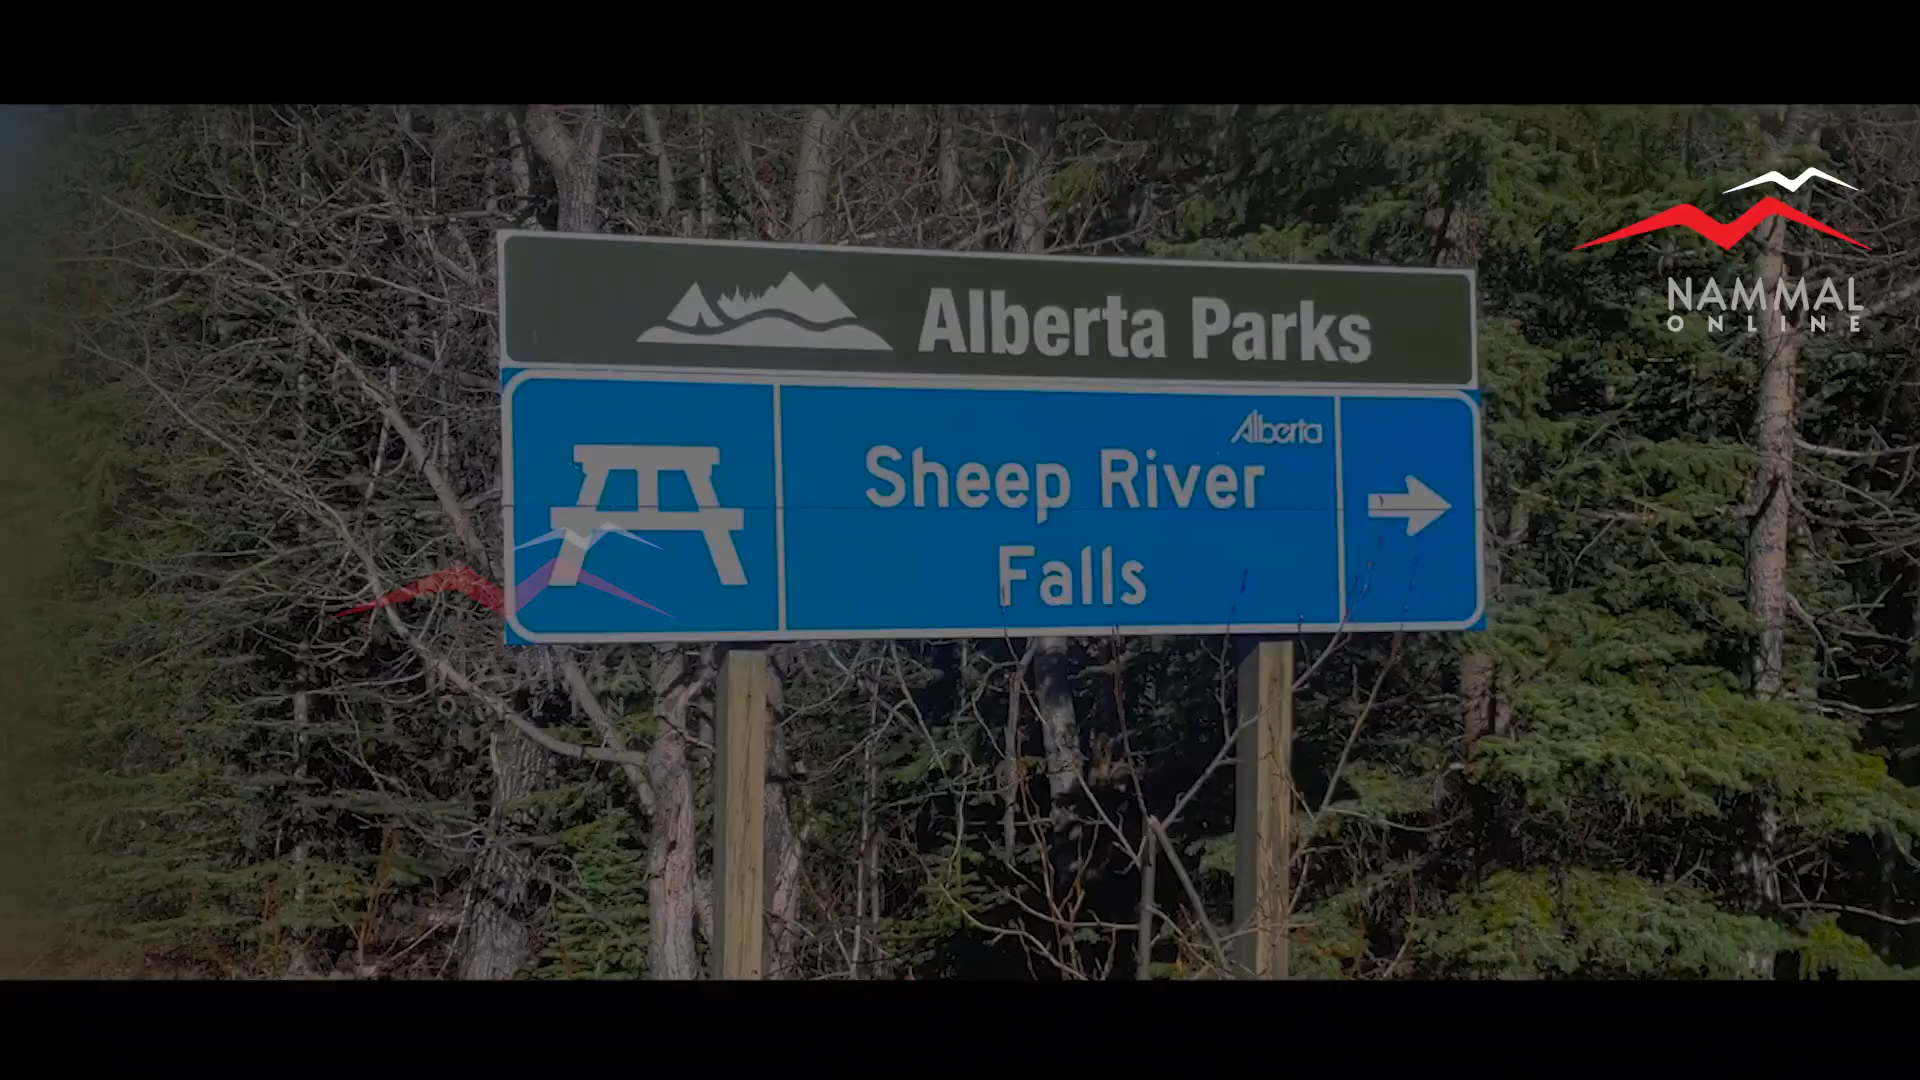 Alberta Parks
Alberta
Sheep River
Falls
NAMMAL
ONLINE